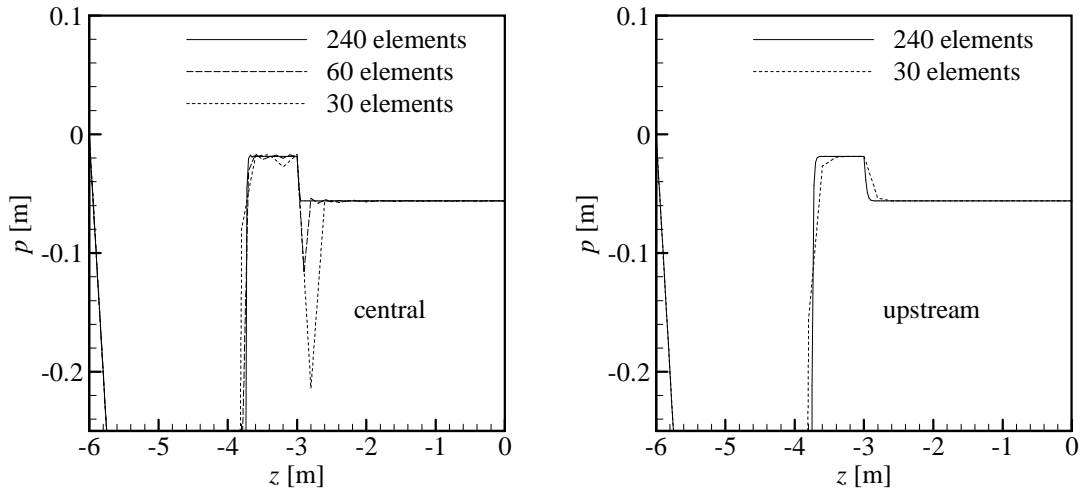 0.1
240 elements
60 elements
30 elements
0
p [m]
-0.1
central
-0.2
-6 -5 -4 -3 -2 -1 0
z [m]
0.1
240 elements
30 elements
0
p [m]
-0.1
upstream
-0.2
-6 -5 -4 -3 -2 -1 0
z [m]